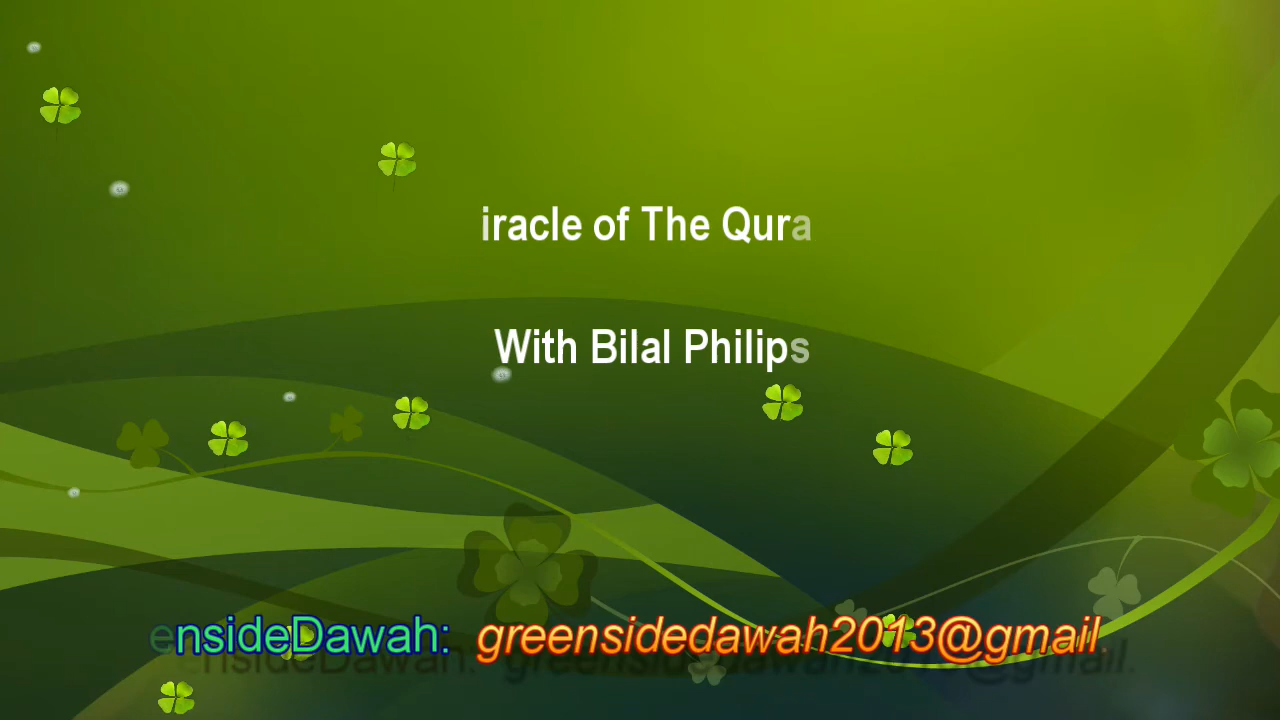 iracle of The Qura
With Bilal Philips
ensideDawah: greensidedawah2013@gmail.